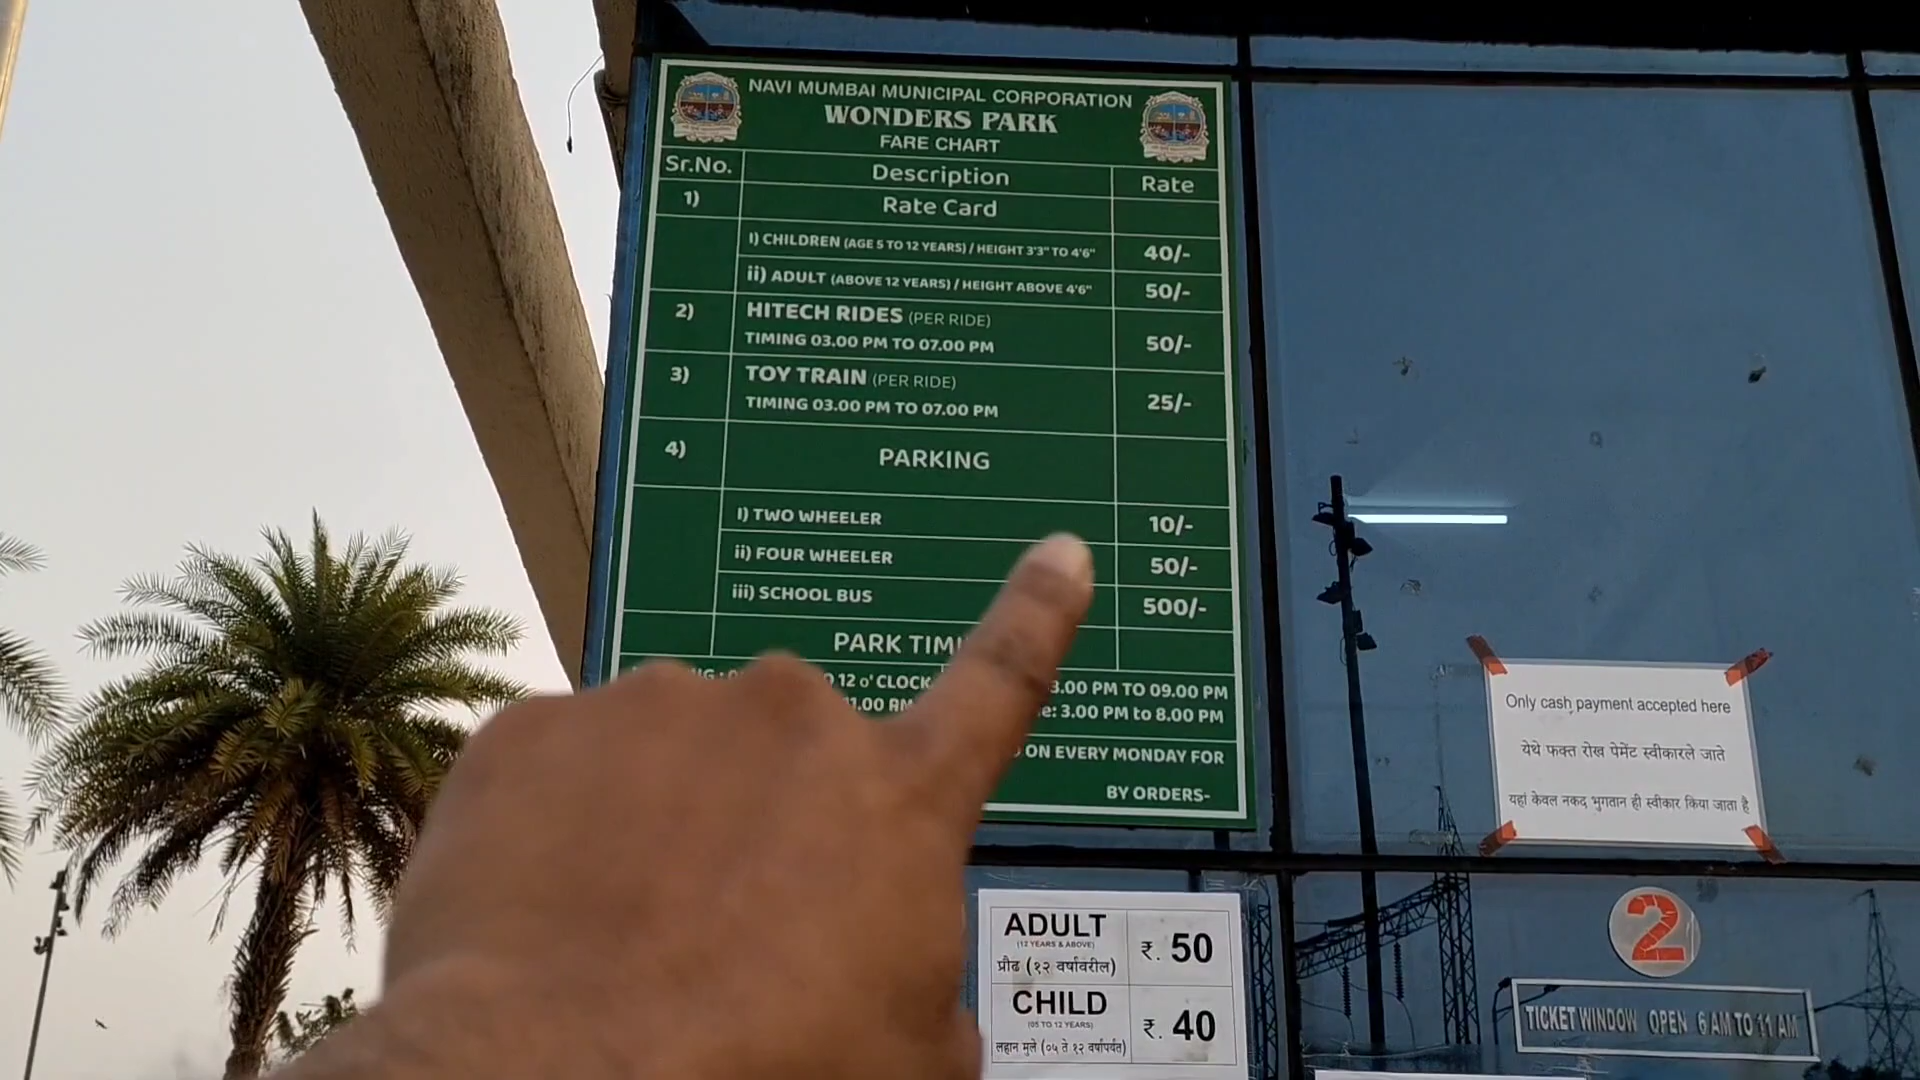 NAVI MUMBAI MUNICIPAL CORPORATION
WONDERS PARK
FARE CHART
Sr.No. Description Rate
1) Rate Card
I) CHILDREN (AGE 5 TO 12 YEARS) / HEIGHT 3'3" TO 4'6" 40/-
ii) ADULT (ABOVE 12 YEARS) / HEIGHT ABOVE 4'6" 50/-
2) HITECH RIDES (PER RIDE)
TIMING 03.00 PM TO 07.00 PM 50/-
3) TOY TRAIN (PER RIDE)
TIMING 03.00 PM TO 07.00 PM 25/-
4) PARKING
I) TWO WHEELER 10/-
ii) FOUR WHEELER 50/-
iii) SCHOOL BUS 500/-
PARK
12 o' CLOCK 3.00 PM TO 09.00 PM
3.00 PM to 8.00 PM
ON EVERY MONDAY FOR
BY ORDERS-
Only cash payment accepted here
येथे फक्त रोख पेमेंट स्वीकारले जाते
यहां केवल नकद भुगतान ही स्वीकार किया जाता है
ADULT
(12 YEARS & ABOVE)
प्रौढ (१२ वर्षावरील)
₹. 50
CHILD
(05 TO 12 YEARS)
लहान मुले (०५ ते १२ वर्षापर्यंत)
₹. 40
2
TICKET WINDOW OPEN 6 AM TO 11 AM